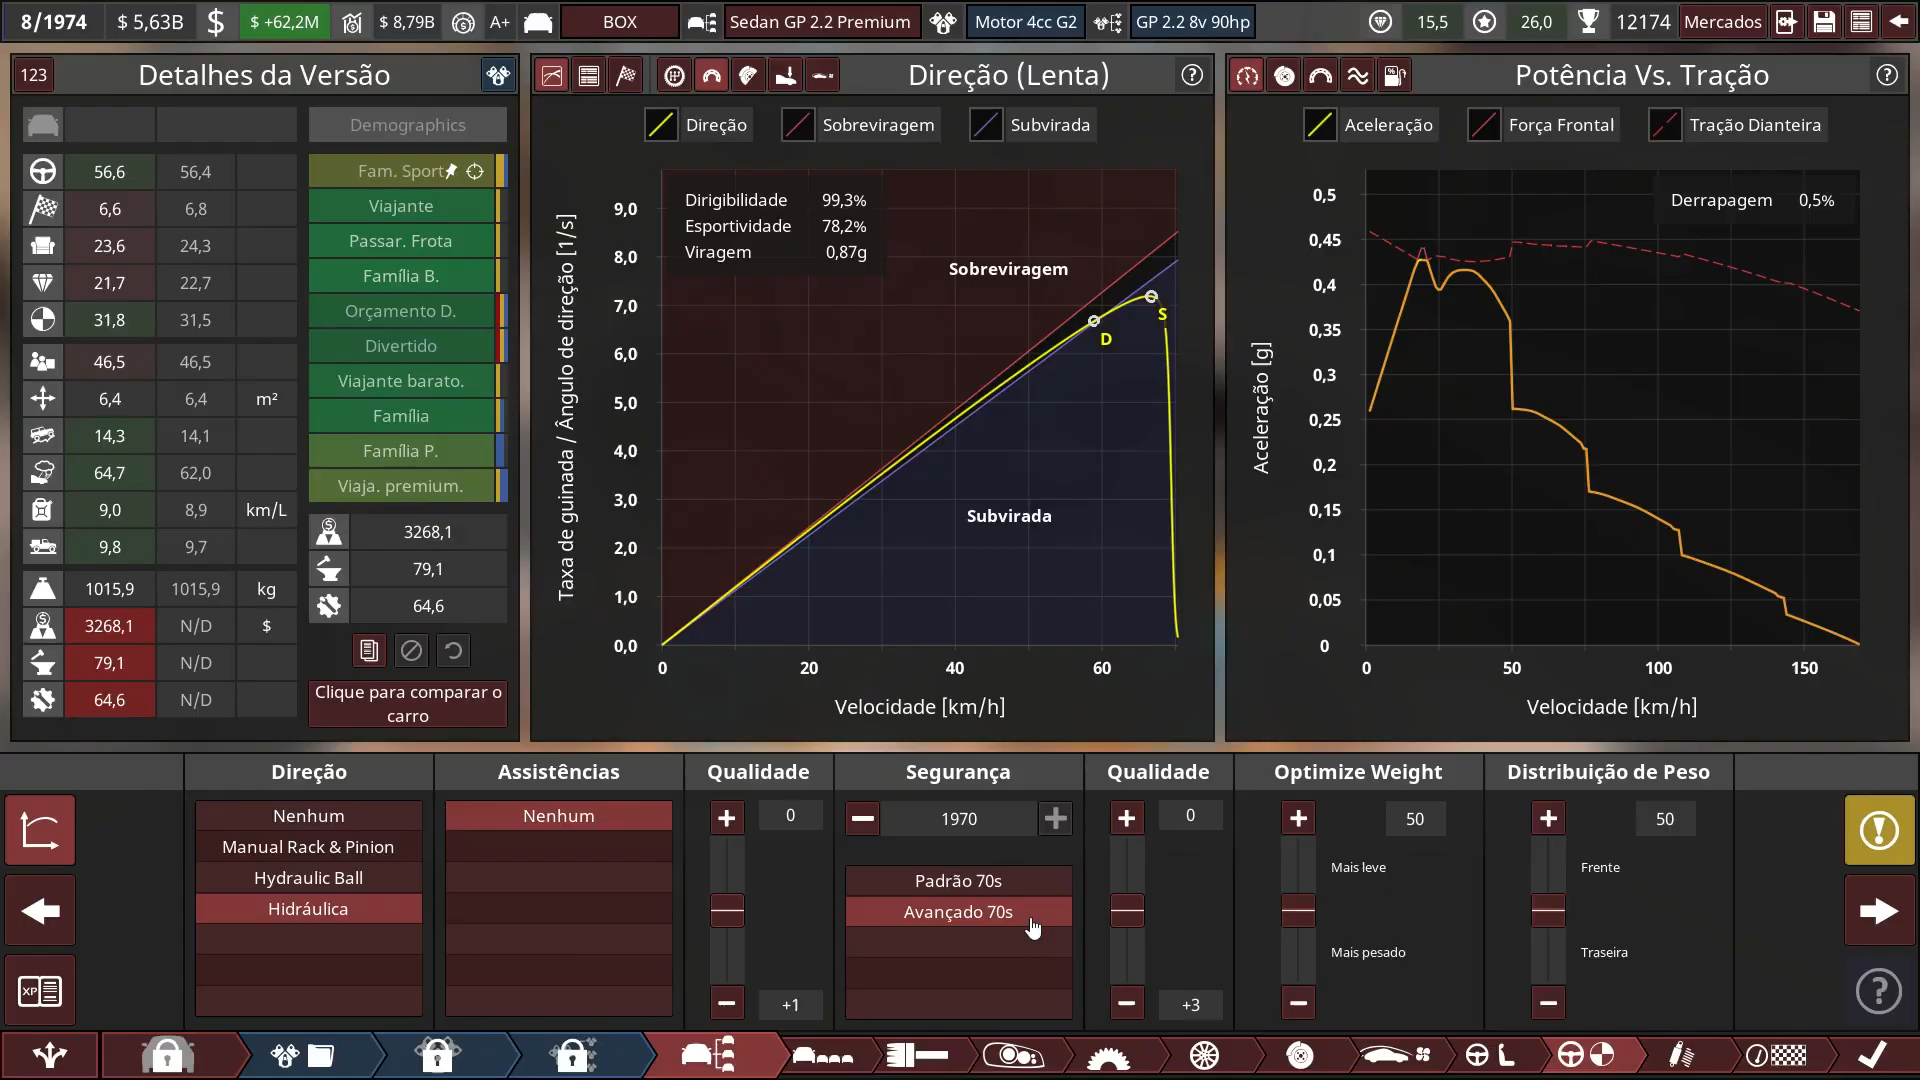 8/1974
$ 5,63B
$ +62,2M
$ 8,79B
A+
BOX
Sedan GP 2.2 Premium
Motor 4cc G2
GP 2.2 8v 90hp
15,5
26,0
12174
Mercados
123
Detalhes da Versão
Demographics
56,6 56,4
6,6 6,8
23,6 24,3
21,7 22,7
31,8 31,5
46,5 46,5
6,4 6,4 m²
14,3 14,1
64,7 62,0
9,0 8,9 km/L
9,8 9,7
1015,9 1015,9 kg
3268,1 N/D $
79,1 N/D
64,6 N/D
Fam. Sport
Viajante
Passar. Frota
Família B.
Orçamento D.
Divertido
Viajante barato.
Família
Família P.
Viaja. premium.
3268,1
79,1
64,6
Clique para comparar o carro
Direção (Lenta)
Direção
Sobreviragem
Subvirada
Dirigibilidade 99,3%
Esportividade 78,2%
Viragem 0,87g
Sobreviragem
Subvirada
D
S
Taxa de guinada / Ângulo de direção [1/s]
9,0
8,0
7,0
6,0
5,0
4,0
3,0
2,0
1,0
0,0
0 20 40 60
Velocidade [km/h]
Potência Vs. Tração
Aceleração
Força Frontal
Tração Dianteira
Derrapagem 0,5%
Aceleração [g]
0,5
0,45
0,4
0,35
0,3
0,25
0,2
0,15
0,1
0,05
0
0 50 100 150
Velocidade [km/h]
Direção
Nenhum
Manual Rack & Pinion
Hydraulic Ball
Hidráulica
Assistências
Nenhum
Qualidade
0
+1
Segurança
1970
Padrão 70s
Avançado 70s
Qualidade
0
+3
Optimize Weight
50
Mais leve
Mais pesado
Distribuição de Peso
50
Frente
Traseira
XP